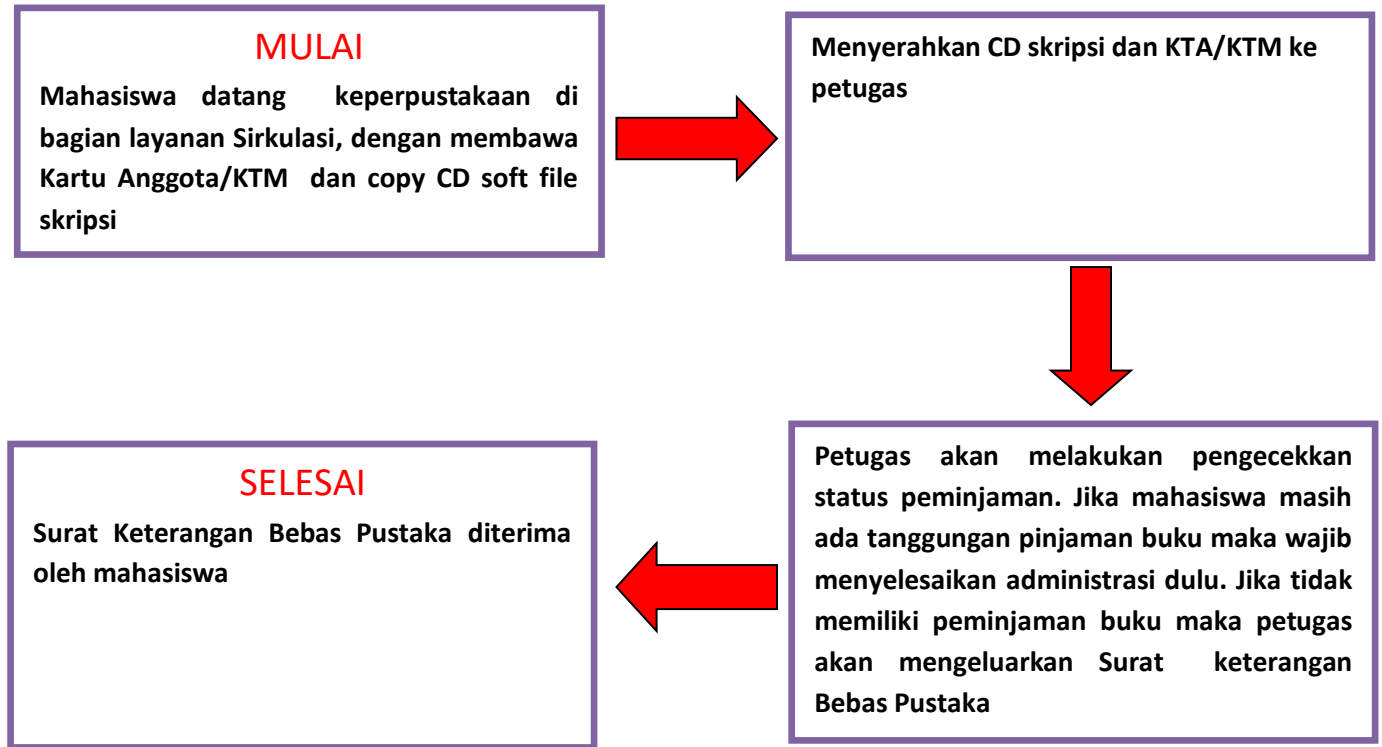 MULAI
Mahasiswa datang keperpustakaan di
bagian layanan Sirkulasi, dengan membawa
Kartu Anggota/KTM dan copy CD soft file
skripsi
Menyerahkan CD skripsi dan KTA/KTM ke
petugas
Petugas akan melakukan pengecekkan
status peminjaman. Jika mahasiswa masih
ada tanggungan pinjaman buku maka wajib
menyelesaikan administrasi dulu. Jika tidak
memiliki peminjaman buku maka petugas
akan mengeluarkan Surat keterangan
Bebas Pustaka
SELESAI
Surat Keterangan Bebas Pustaka diterima
oleh mahasiswa